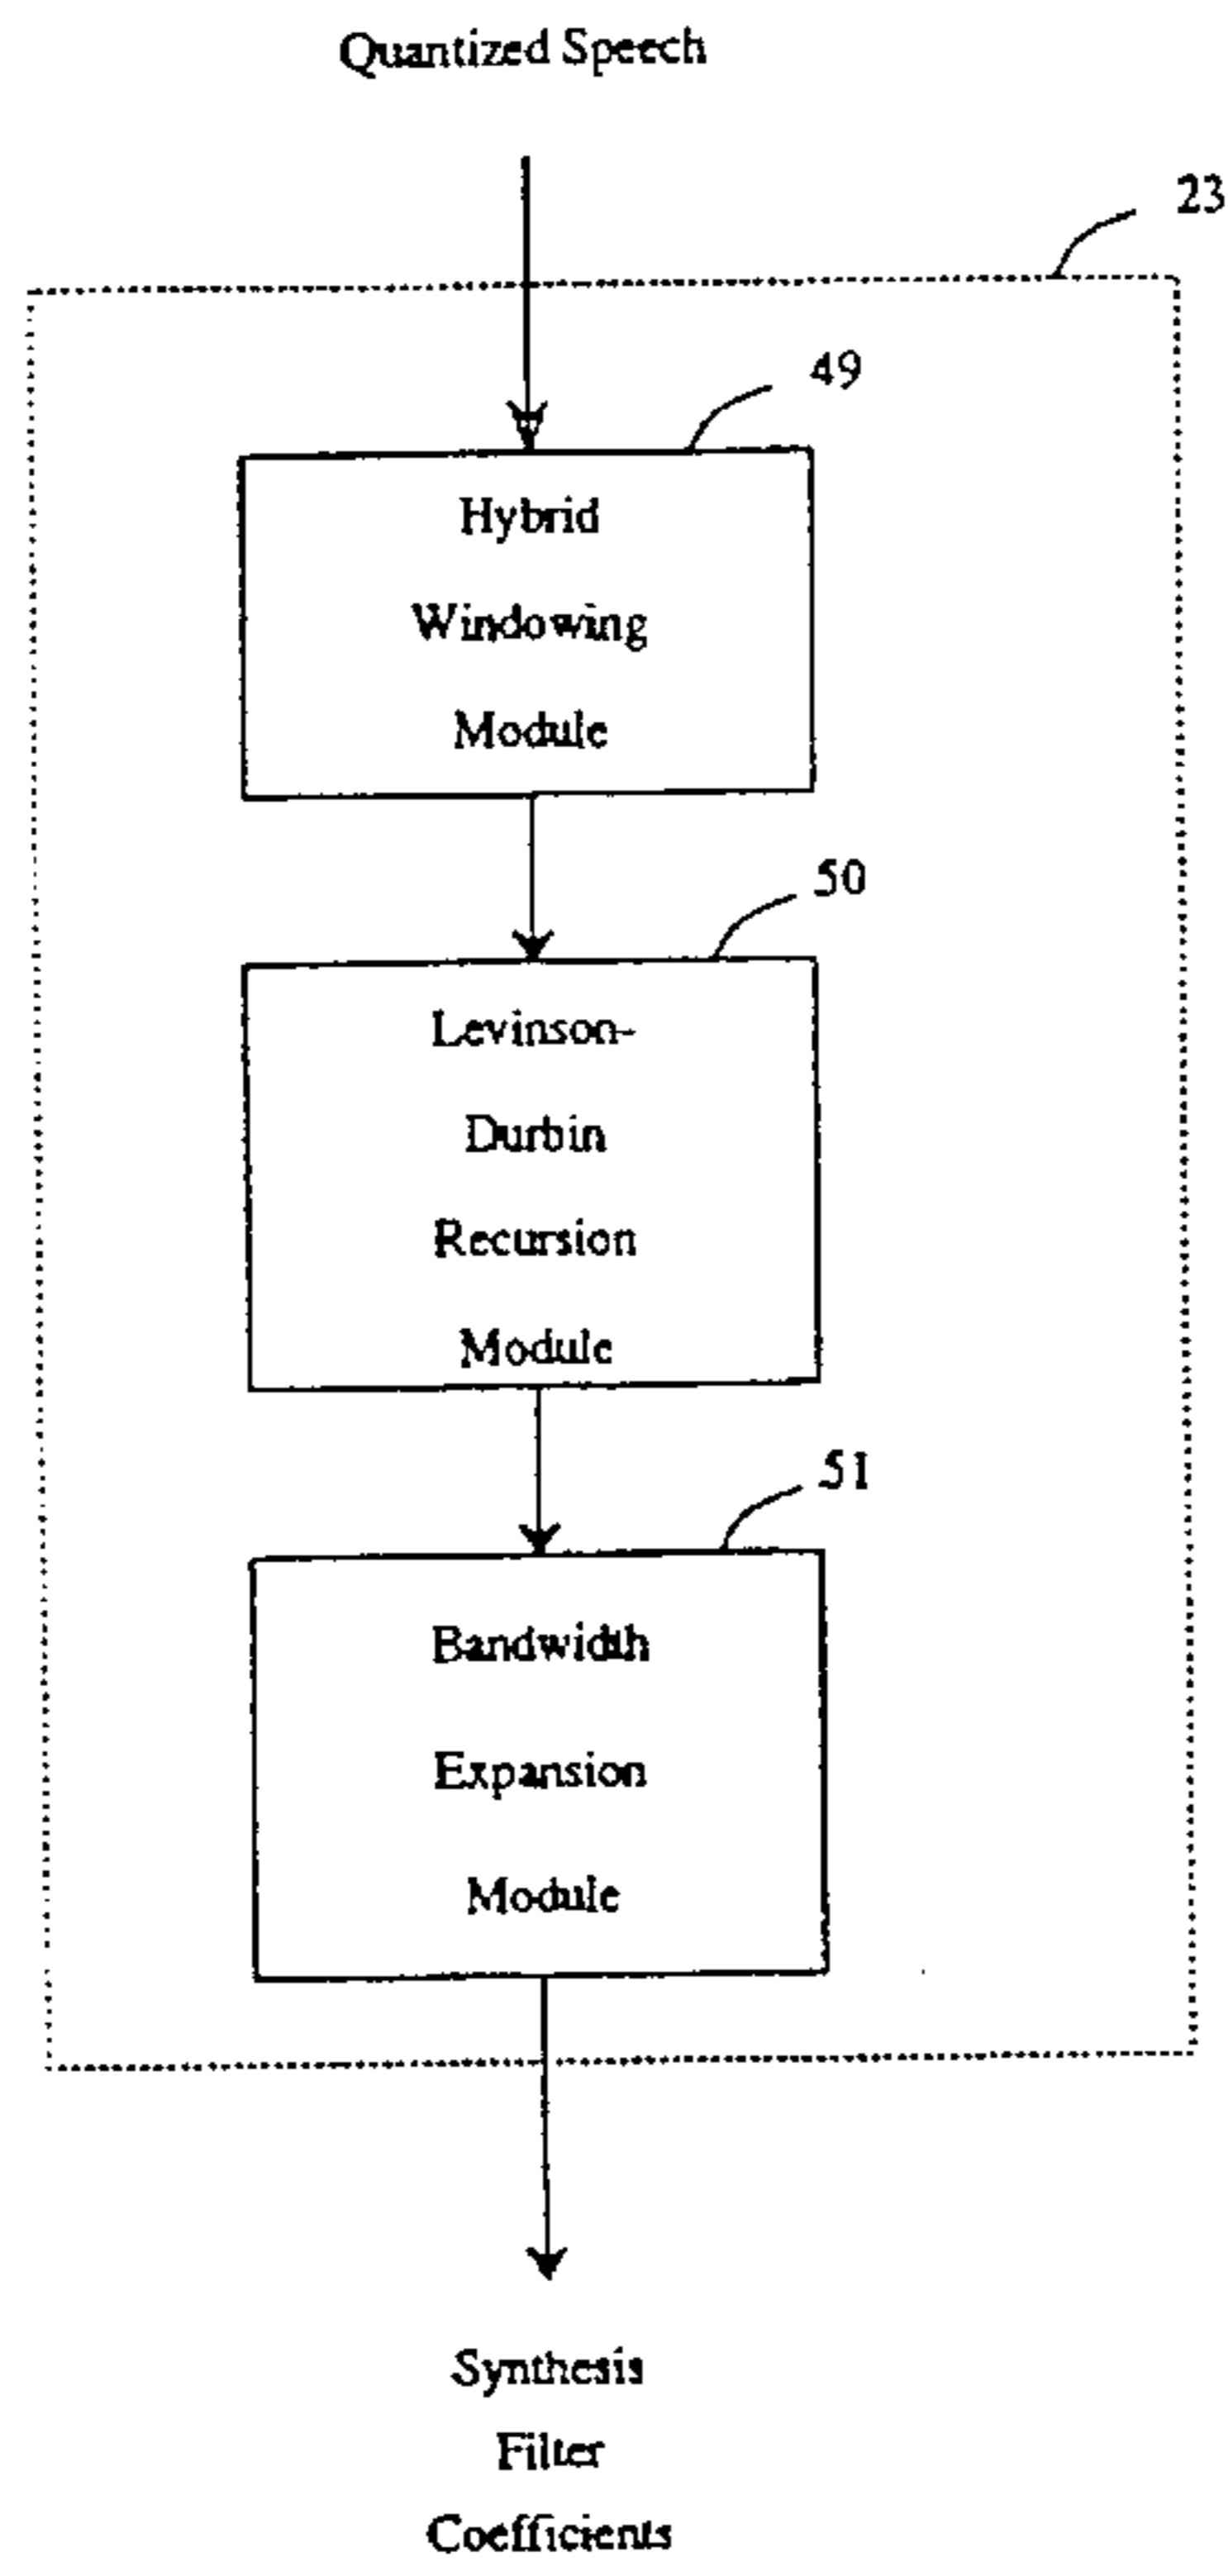 Quantized Speech
23
49
Hybrid
Windowing
Module
50
Levinson-
Durbin
Recursion
Module
51
Bandwidth
Expansion
Module
Synthesis
Filter
Coefficients